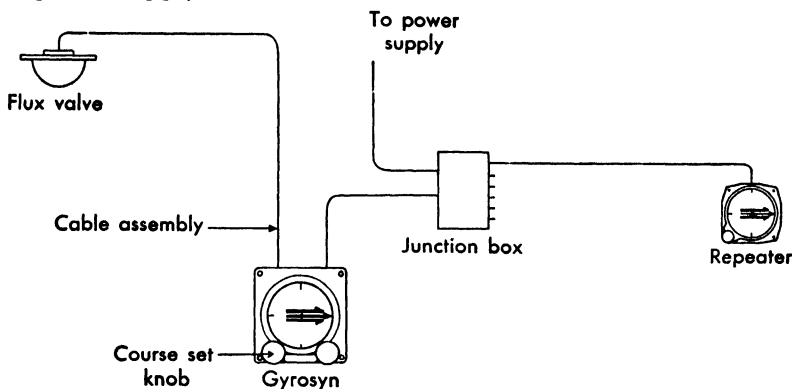 To power
supply
Flux valve
Cable assembly
Junction box
Repeater
Course set
knob
Gyrosyn